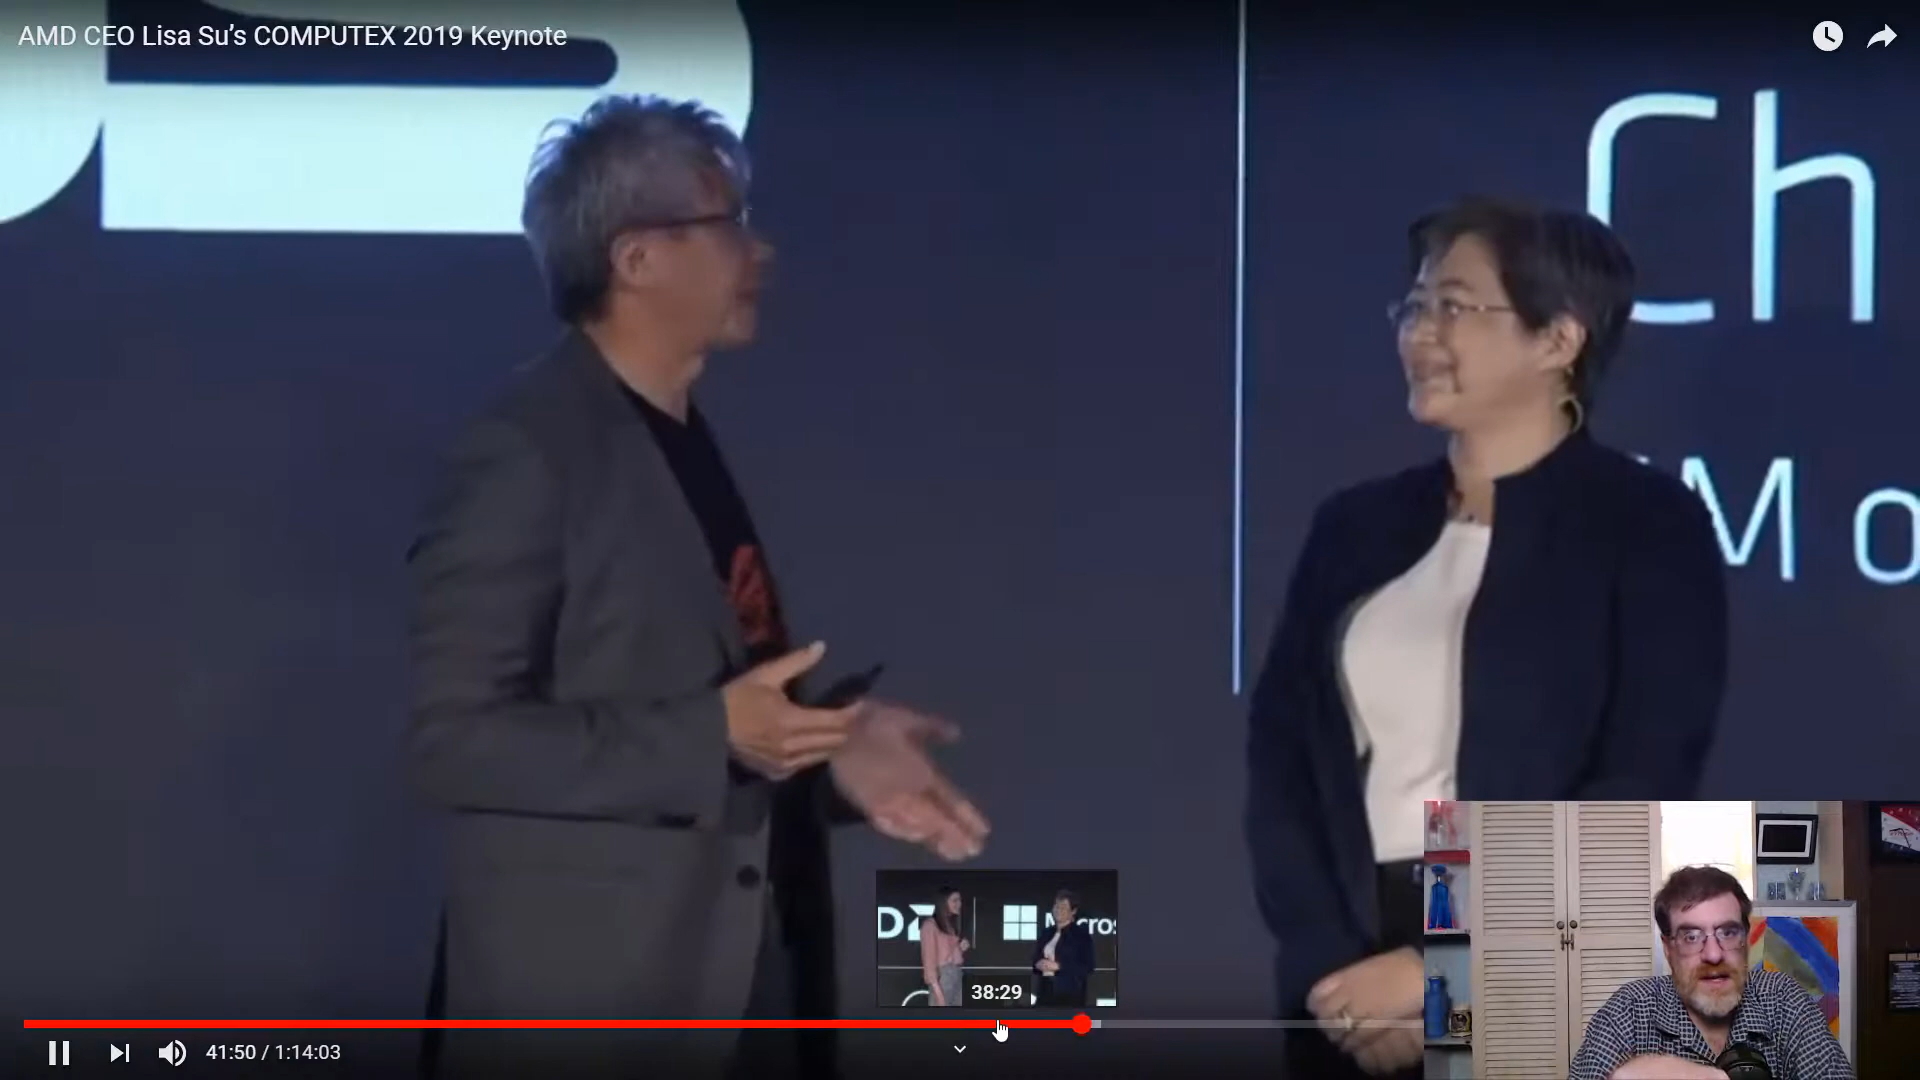 AMD CEO Lisa Su’s COMPUTEX 2019 Keynote
Ch
Mo
38:29
41:50 / 1:14:03